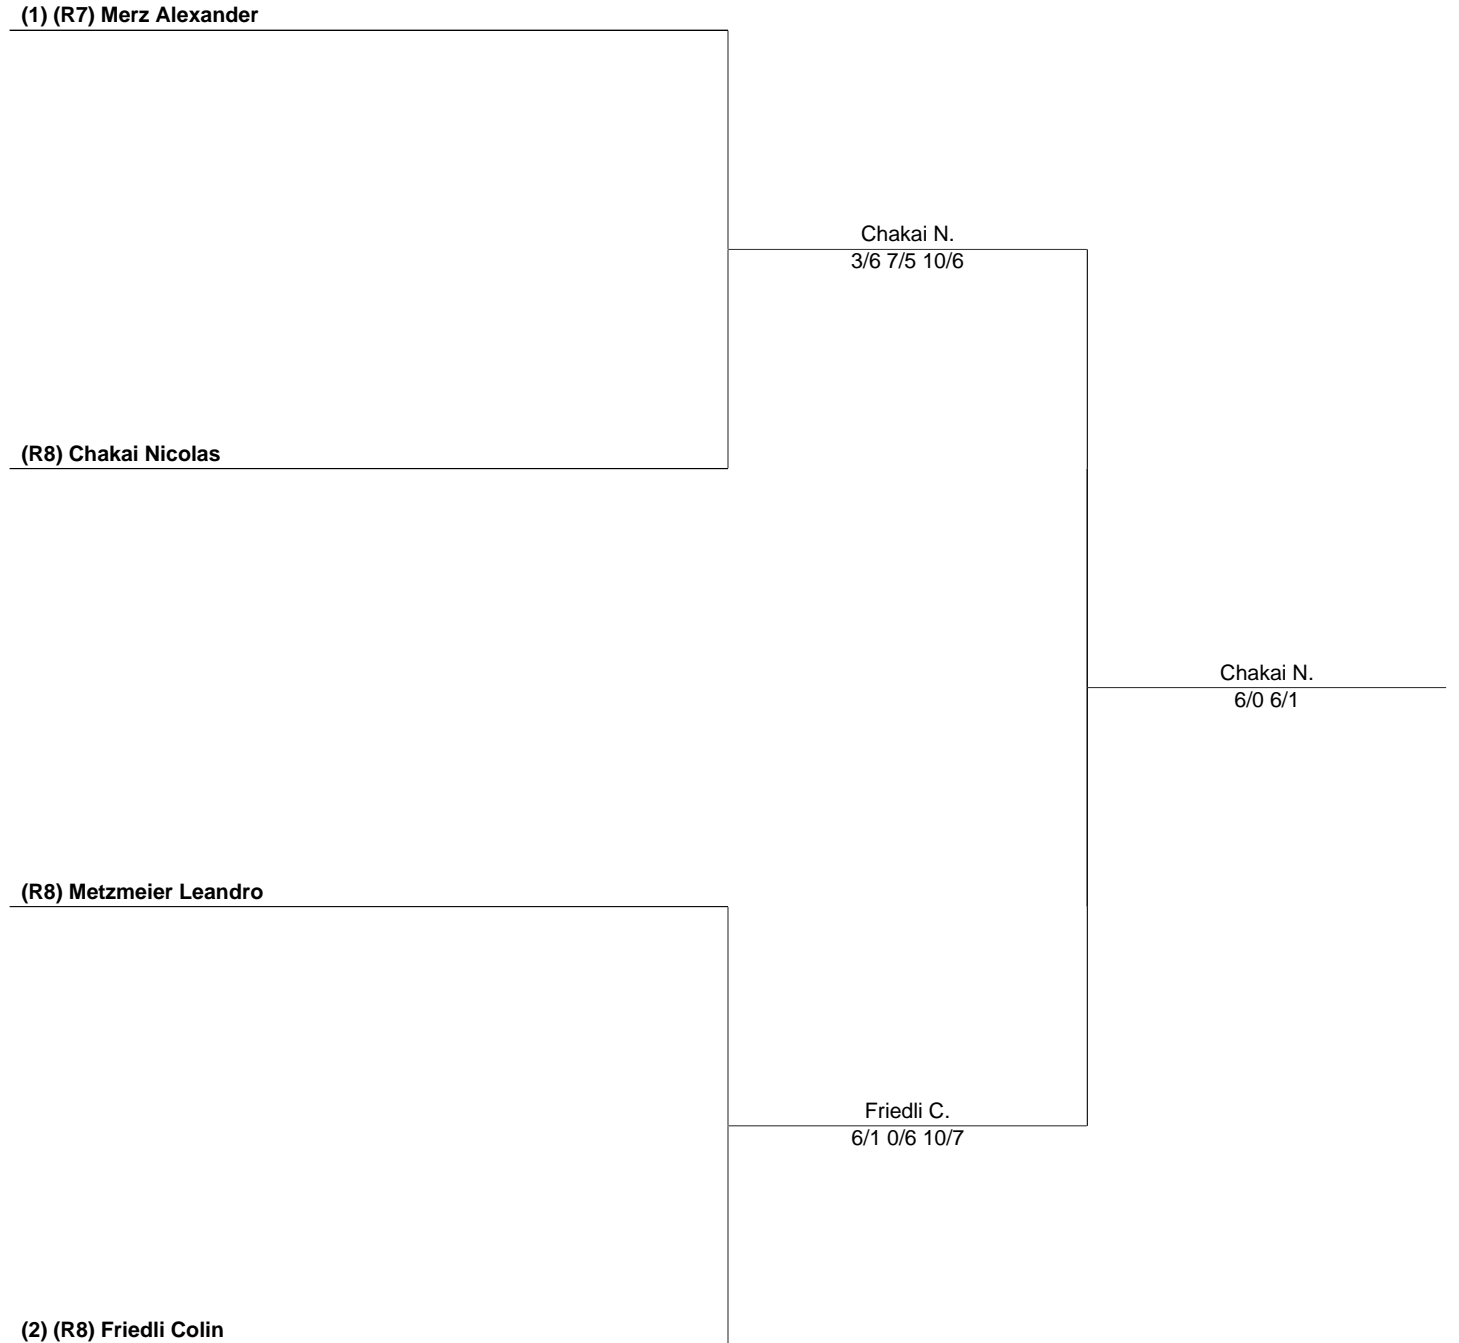 (1) (R7) Merz Alexander
Chakai N.
3/6 7/5 10/6
(R8) Chakai Nicolas
Chakai N.
6/0 6/1
(R8) Metzmeier Leandro
Friedli C.
6/1 0/6 10/7
(2) (R8) Friedli Colin